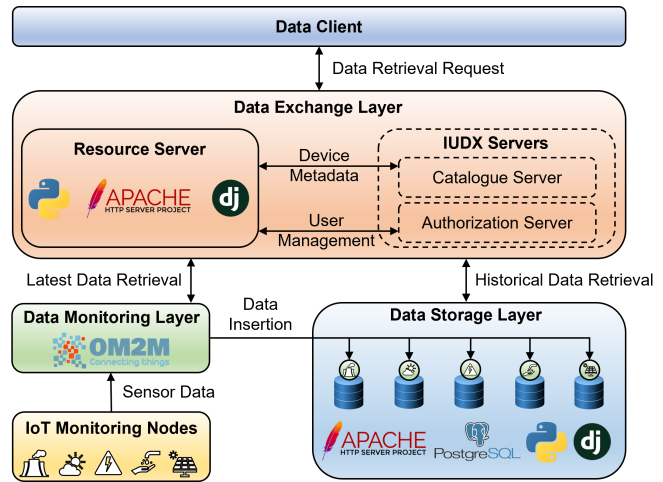 Data Client
Data Retrieval Request
Data Exchange Layer
Resource Server
APACHE
HTTP SERVER PROJECT
dj
Device
Metadata
User
Management
IUDX Servers
Catalogue Server
Authorization Server
Latest Data Retrieval
Historical Data Retrieval
Data Monitoring Layer
OM2M
Connecting things
Data
Insertion
Sensor Data
IoT Monitoring Nodes
Data Storage Layer
APACHE
HTTP SERVER PROJECT
PostgreSQL
dj